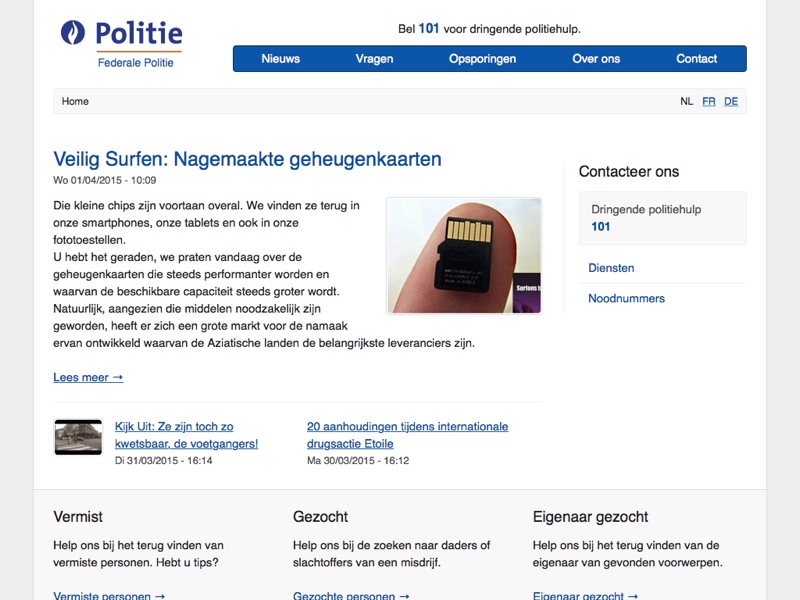 Politie
Federale Politie
Bel 101 voor dringende politiehulp.
Nieuws Vragen Opsporingen Over ons Contact
Home
NL FR DE
Veilig Surfen: Nagemaakte geheugenkaarten
Wo 01/04/2015 - 10:09
Die kleine chips zijn voortaan overal. We vinden ze terug in
onze smartphones, onze tablets en ook in onze
fototoestellen.
U hebt het geraden, we praten vandaag over de
geheugenkaarten die steeds performanter worden en
waarvan de beschikbare capaciteit steeds groter wordt.
Natuurlijk, aangezien die middelen noodzakelijk zijn
geworden, heeft er zich een grote markt voor de namaak
ervan ontwikkeld waarvan de Aziatische landen de belangrijkste leveranciers zijn.
Lees meer →
Contacteer ons
Dringende politiehulp
101
Diensten
Noodnummers
Kijk Uit: Ze zijn toch zo
kwetsbaar, de voetgangers!
Di 31/03/2015 - 16:14
20 aanhoudingen tijdens internationale
drugsactie Etoile
Ma 30/03/2015 - 16:12
Vermist
Help ons bij het terug vinden van
vermiste personen. Hebt u tips?
Vermiste personen →
Gezocht
Help ons bij de zoeken naar daders of
slachtoffers van een misdrijf.
Gezochte personen →
Eigenaar gezocht
Help ons bij het terug vinden van de
eigenaar van gevonden voorwerpen.
Eigenaar gezocht →